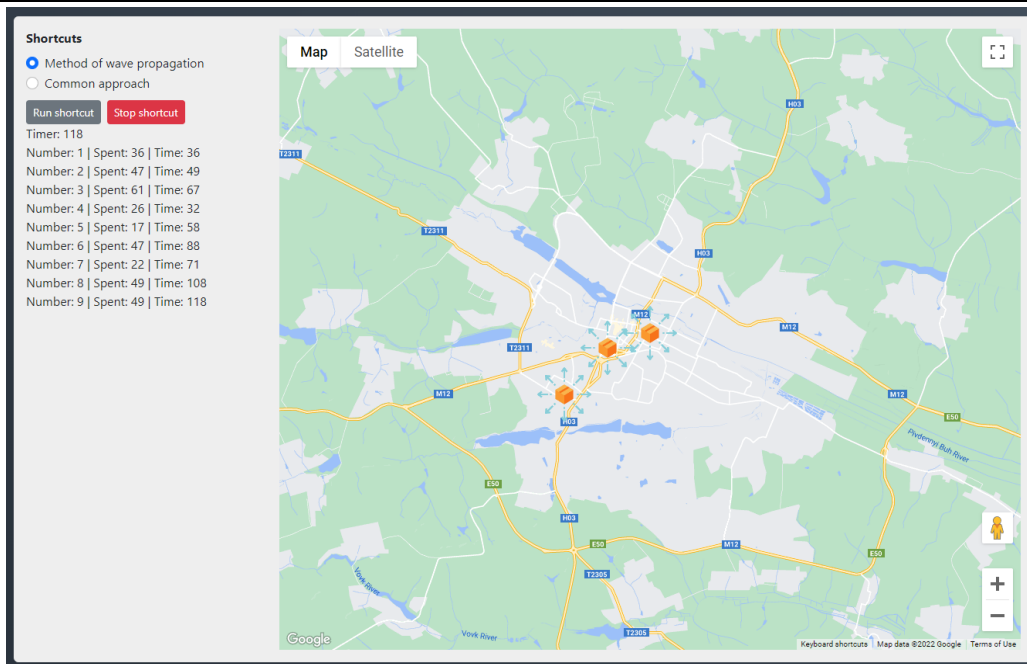 Shortcuts
Method of wave propagation
Common approach
Run shortcut Stop shortcut
Timer: 118
Number: 1 | Spent: 36 | Time: 36
Number: 2 | Spent: 47 | Time: 49
Number: 3 | Spent: 61 | Time: 67
Number: 4 | Spent: 26 | Time: 32
Number: 5 | Spent: 17 | Time: 58
Number: 6 | Spent: 47 | Time: 88
Number: 7 | Spent: 22 | Time: 71
Number: 8 | Spent: 49 | Time: 108
Number: 9 | Spent: 49 | Time: 118
Map Satellite
H03
T2311
T2311
H03
M12
M12
T2311
M12
M12
E50
H03
Pivdennyi Buh River
E50
H03
E50
M12
E50
T2305
Vovk River
Vovk River
T2305
Google
Keyboard shortcuts Map data ©2022 Google Terms of Use